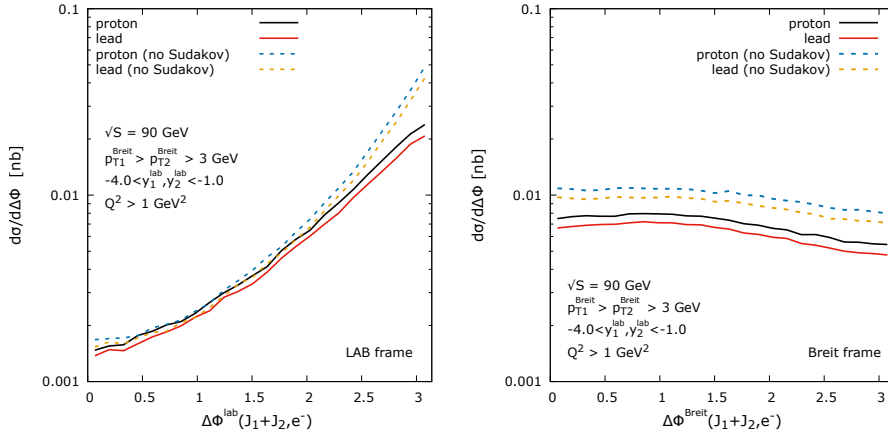 0.1
0.01
0.001
dσ/dΔΦ [nb]
proton
lead
proton (no Sudakov)
lead (no Sudakov)
√S = 90 GeV
p_T1^Breit > p_T2^Breit > 3 GeV
-4.0<y_1^lab,y_2^lab<-1.0
Q^2 > 1 GeV^2
LAB frame
0 0.5 1 1.5 2 2.5 3
ΔΦ^lab(J_1+J_2,e^-)
0.1
0.01
0.001
dσ/dΔΦ [nb]
proton
lead
proton (no Sudakov)
lead (no Sudakov)
√S = 90 GeV
p_T1^Breit > p_T2^Breit > 3 GeV
-4.0<y_1^lab,y_2^lab<-1.0
Q^2 > 1 GeV^2
Breit frame
0 0.5 1 1.5 2 2.5 3
ΔΦ^Breit(J_1+J_2,e^-)